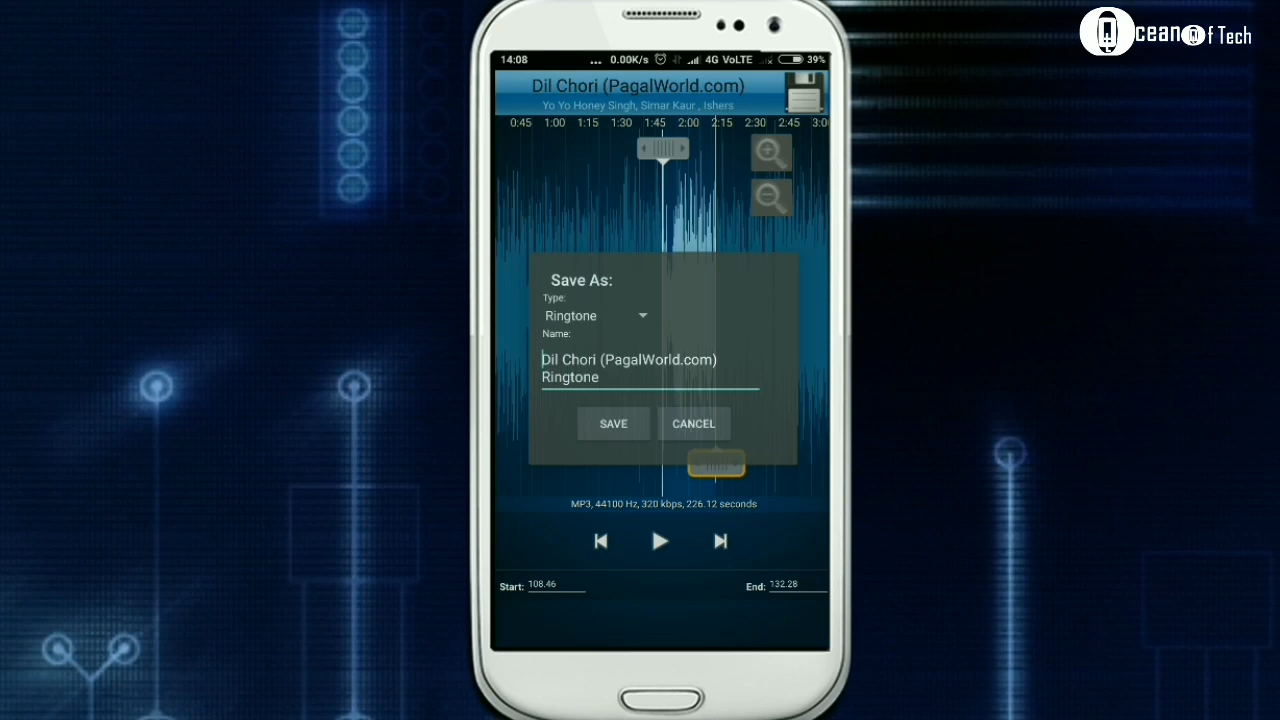 Ocean Of Tech
14:08 ... 0.00K/s 4G VoLTE 39%
Dil Chori (PagalWorld.com)
Yo Yo Honey Singh, Simar Kaur , Ishers
0:45 1:00 1:15 1:30 1:45 2:00 2:15 2:30 2:45 3:00
Save As:
Type:
Ringtone
Name:
Dil Chori (PagalWorld.com)
Ringtone
SAVE CANCEL
MP3, 44100 Hz, 320 kbps, 226.12 seconds
Start: 108.46 End: 132.28